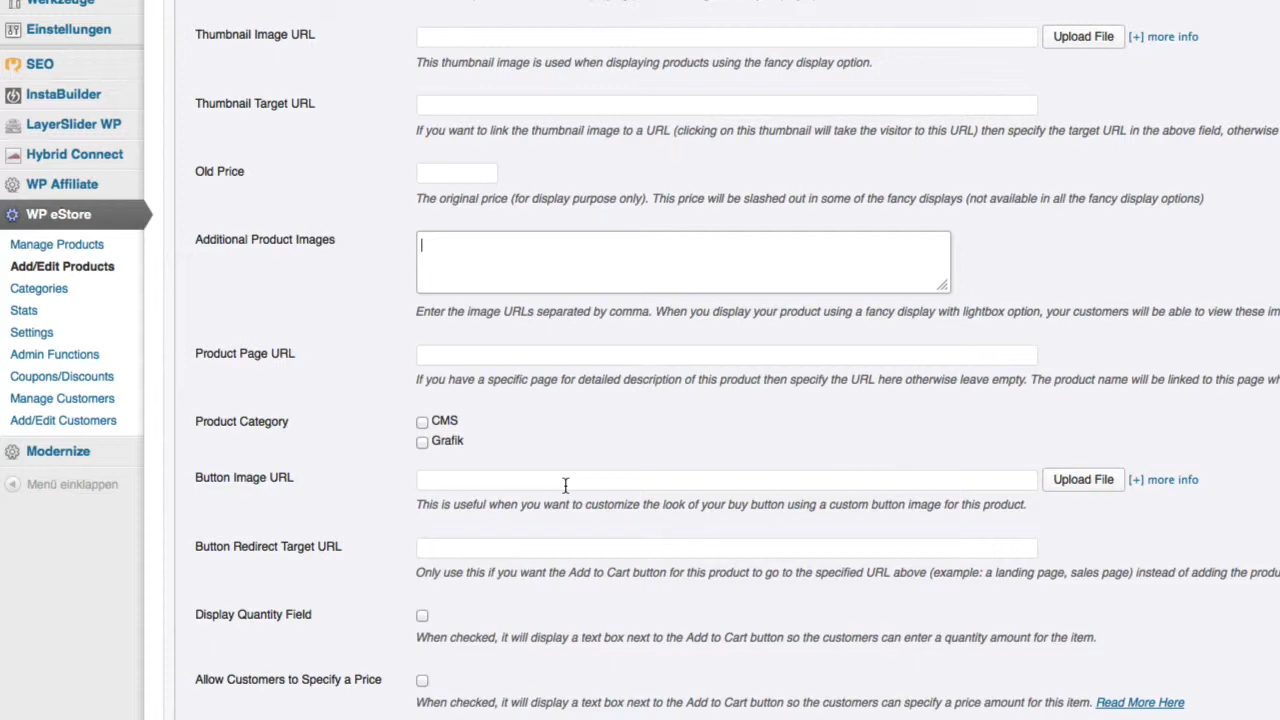 Werkzeuge
Einstellungen
SEO
InstaBuilder
LayerSlider WP
Hybrid Connect
WP Affiliate
WP eStore
Manage Products
Add/Edit Products
Categories
Stats
Settings
Admin Functions
Coupons/Discounts
Manage Customers
Add/Edit Customers
Modernize
Menü einklappen
Thumbnail Image URL
Upload File
[+] more info
This thumbnail image is used when displaying products using the fancy display option.
Thumbnail Target URL
If you want to link the thumbnail image to a URL (clicking on this thumbnail will take the visitor to this URL) then specify the target URL in the above field, otherwise
Old Price
The original price (for display purpose only). This price will be slashed out in some of the fancy displays (not available in all the fancy display options)
Additional Product Images
Enter the image URLs separated by comma. When you display your product using a fancy display with lightbox option, your customers will be able to view these im
Product Page URL
If you have a specific page for detailed description of this product then specify the URL here otherwise leave empty. The product name will be linked to this page wh
Product Category
CMS
Grafik
Button Image URL
Upload File
[+] more info
This is useful when you want to customize the look of your buy button using a custom button image for this product.
Button Redirect Target URL
Only use this if you want the Add to Cart button for this product to go to the specified URL above (example: a landing page, sales page) instead of adding the produ
Display Quantity Field
When checked, it will display a text box next to the Add to Cart button so the customers can enter a quantity amount for the item.
Allow Customers to Specify a Price
When checked, it will display a text box next to the Add to Cart button so the customers can specify a price amount for this item. Read More Here